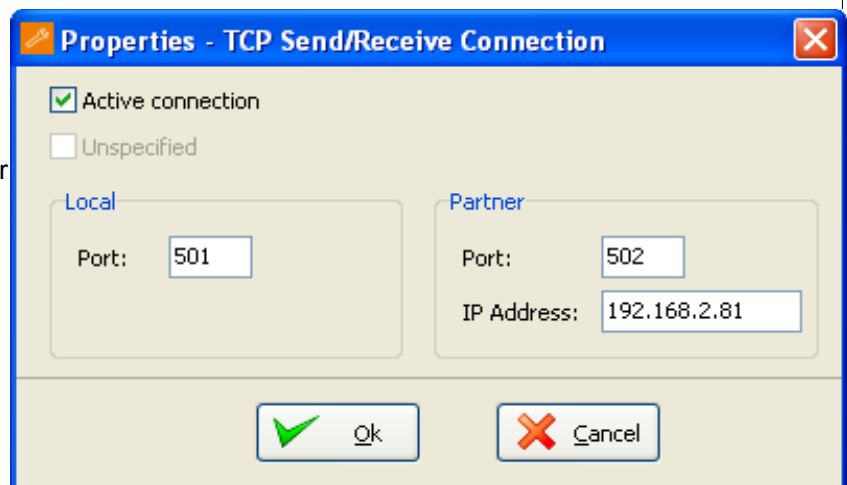 Properties - TCP Send/Receive Connection
Active connection
Unspecified
r
Local
Port: 501
Partner
Port: 502
IP Address: 192.168.2.81
Ok
Cancel